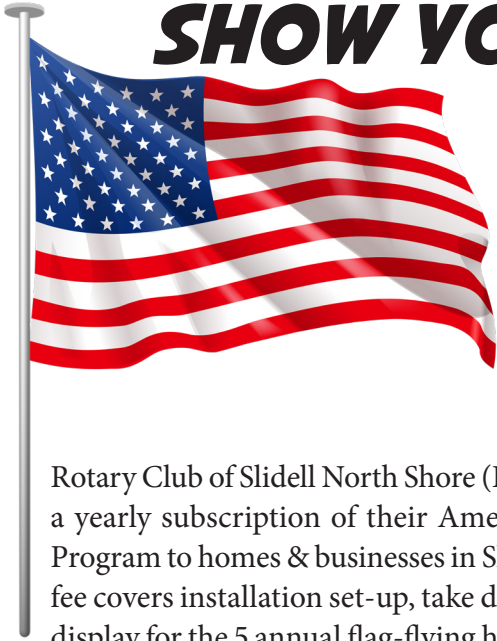 SHOW YO
Rotary Club of Slidell North Shore (
a yearly subscription of their Ame
Program to homes & businesses in S
fee covers installation set-up, take d
display for the 5 annual flag-flying h